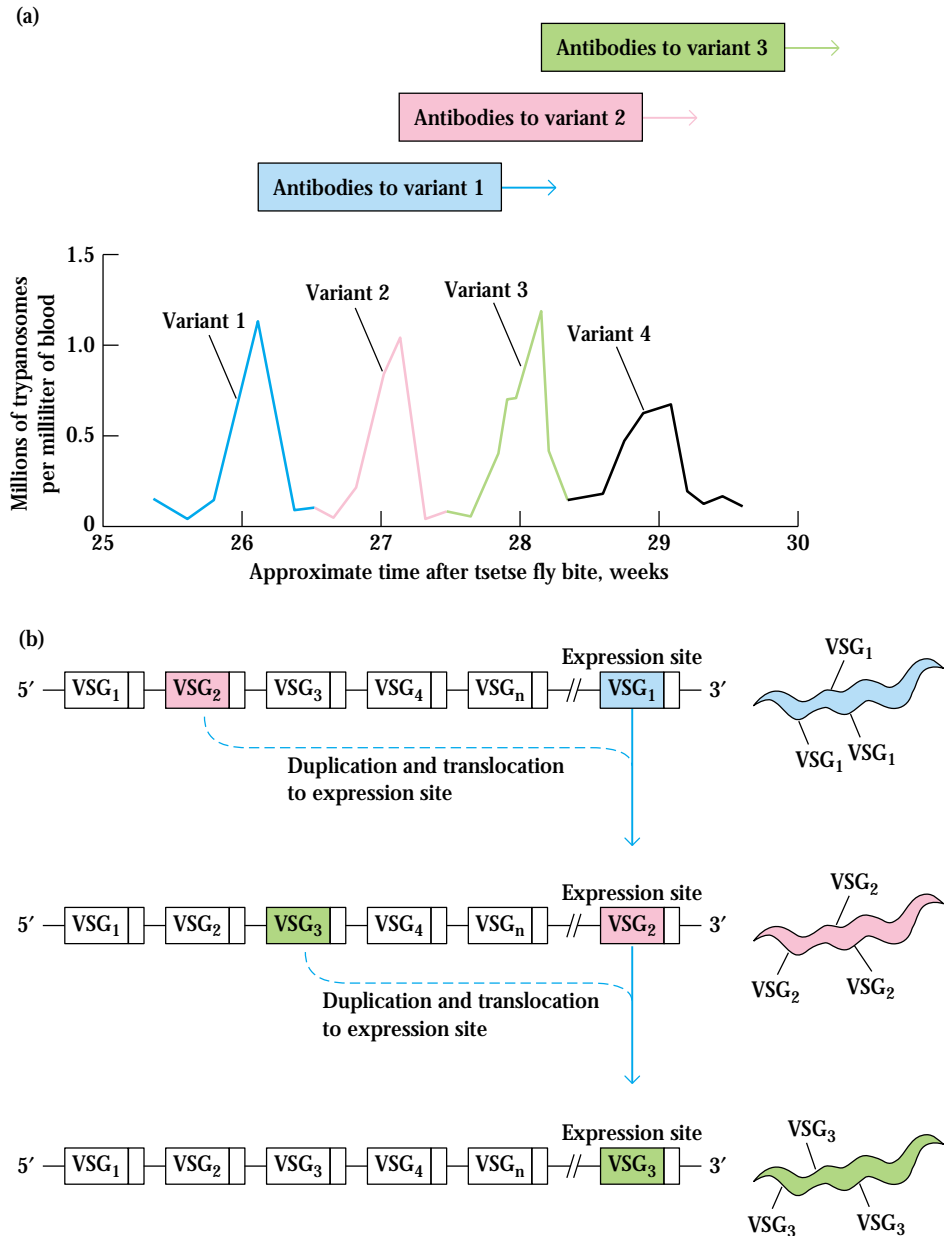 (a)
Antibodies to variant 3
Antibodies to variant 2
Antibodies to variant 1
Millions of trypanosomes
per milliliter of blood
1.5
1.0
0.5
0
Variant 1
Variant 2
Variant 3
Variant 4
25 26 27 28 29 30
Approximate time after tsetse fly bite, weeks
(b)
Expression site
5′ VSG₁ VSG₂ VSG₃ VSG₄ VSGₙ // VSG₁ 3′
VSG₁
VSG₁ VSG₁
Duplication and translocation
to expression site
Expression site
5′ VSG₁ VSG₂ VSG₃ VSG₄ VSGₙ // VSG₂ 3′
VSG₂
VSG₂ VSG₂
Duplication and translocation
to expression site
Expression site
5′ VSG₁ VSG₂ VSG₃ VSG₄ VSGₙ // VSG₃ 3′
VSG₃
VSG₃ VSG₃